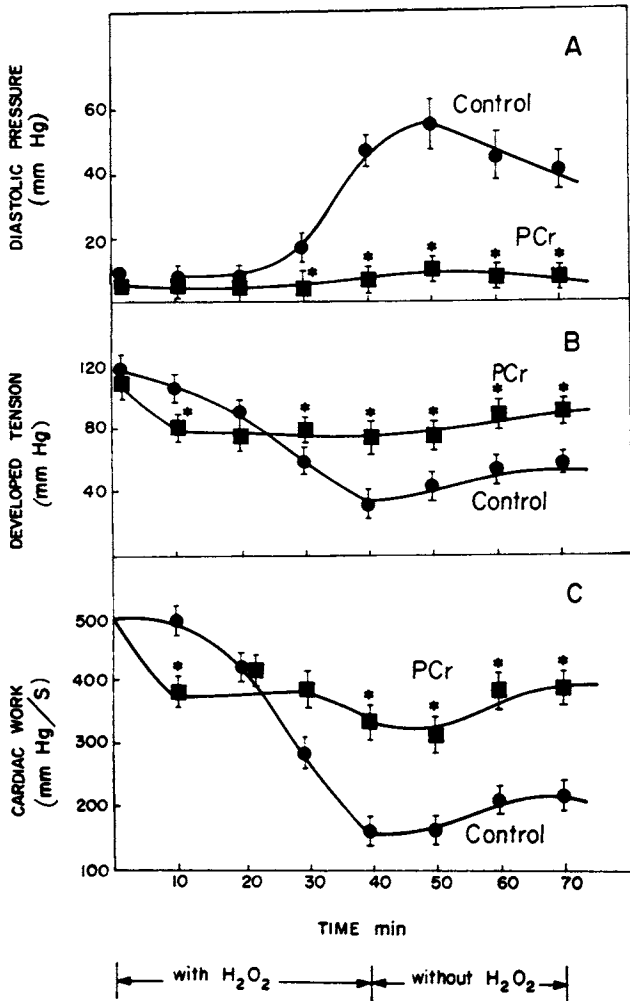 A
DIASTOLIC PRESSURE
(mm Hg)
60
40
20
Control
PCr
*
*
*
*
*
B
DEVELOPED TENSION
(mm Hg)
120
80
40
PCr
*
*
*
*
*
*
Control
C
CARDIAC WORK
(mm Hg/S)
500
400
300
200
100
PCr
*
*
*
*
*
Control
10 20 30 40 50 60 70
TIME min
with H₂O₂ without H₂O₂